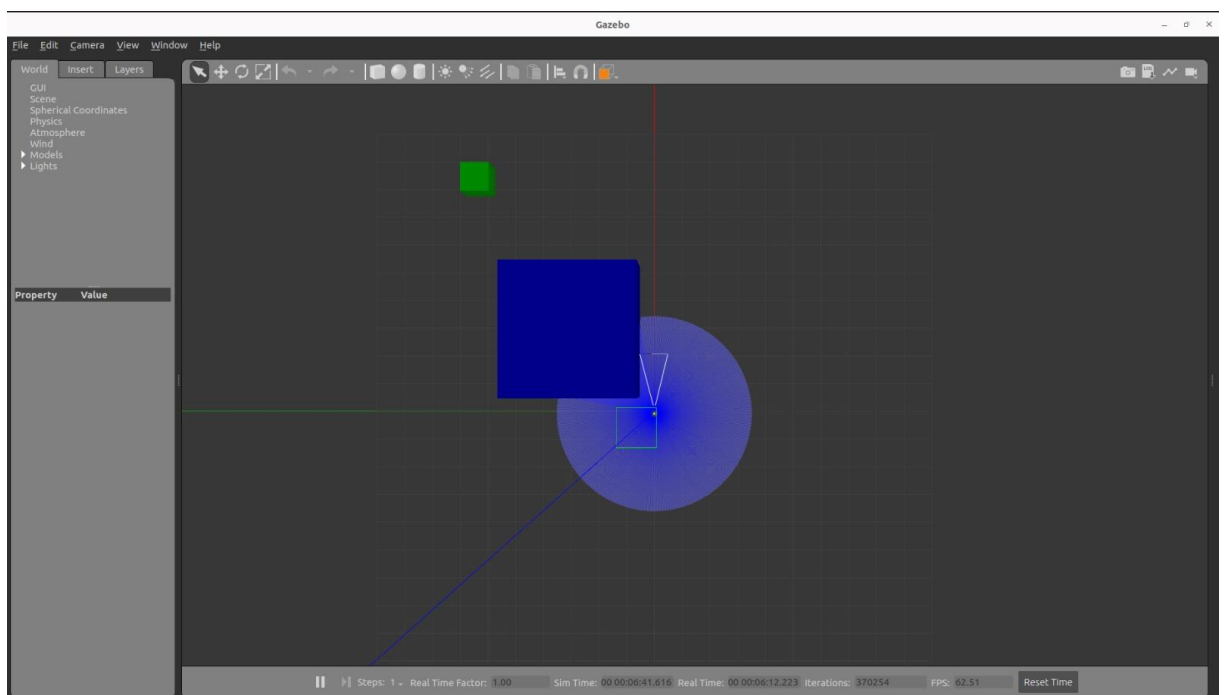 Gazebo
File Edit Camera View Window Help
World Insert Layers
GUI
Scene
Spherical Coordinates
Physics
Atmosphere
Wind
Models
Lights
Property Value
Steps: 1 Real Time Factor: 1.00 Sim Time: 00 00:06:41.616 Real Time: 00 00:06:12.223 Iterations: 370254 FPS: 62.51 Reset Time